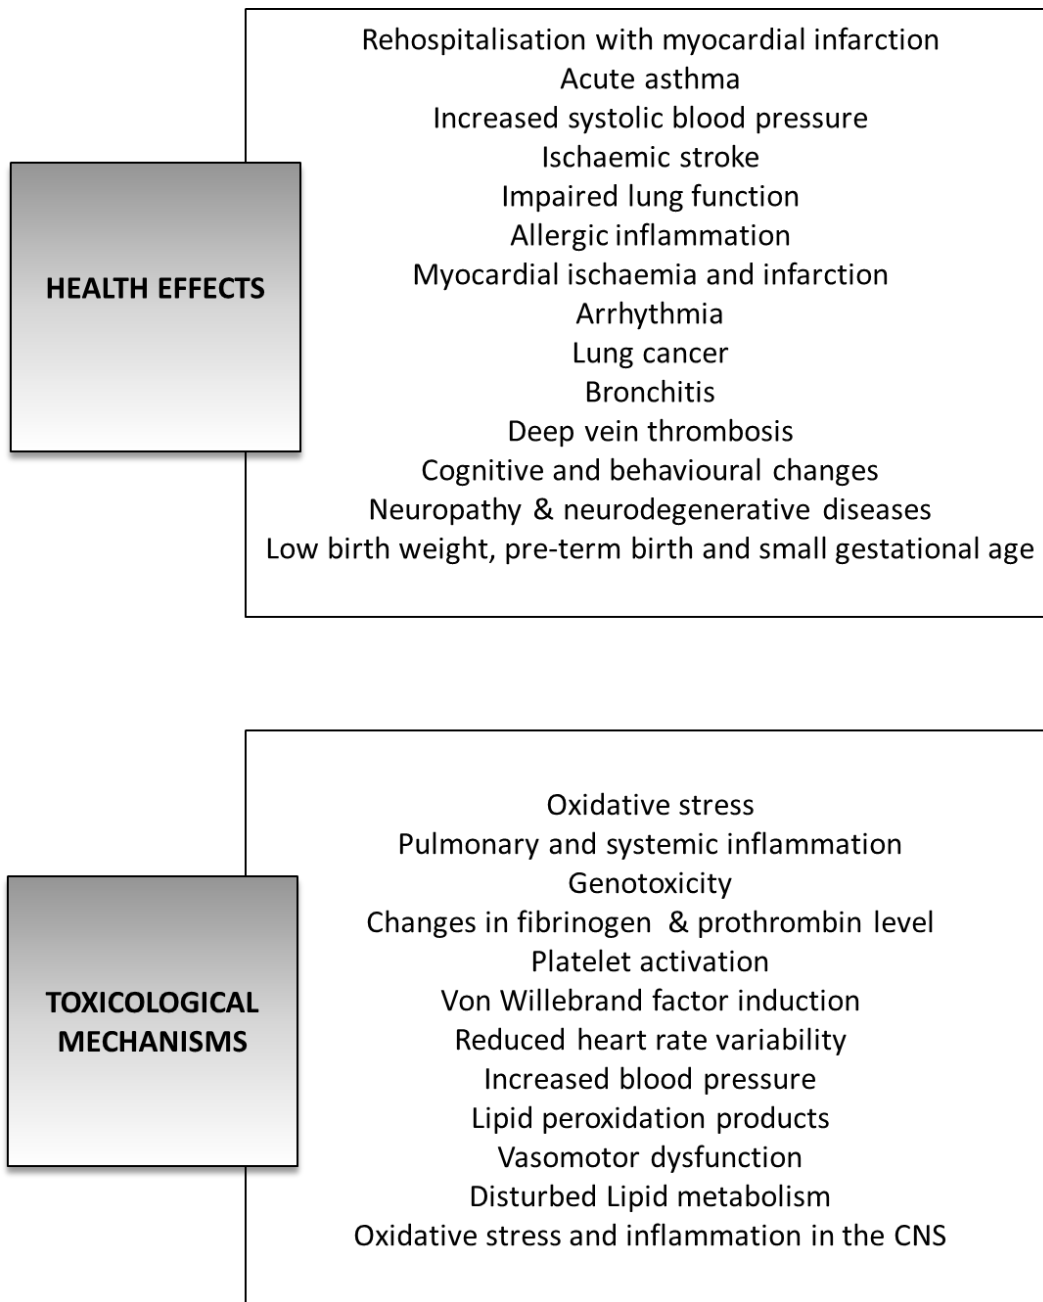 Rehospitalisation with myocardial infarction
Acute asthma
Increased systolic blood pressure
Ischaemic stroke
Impaired lung function
Allergic inflammation
Myocardial ischaemia and infarction
Arrhythmia
Lung cancer
Bronchitis
Deep vein thrombosis
Cognitive and behavioural changes
Neuropathy & neurodegenerative diseases
Low birth weight, pre-term birth and small gestational age
HEALTH EFFECTS
Oxidative stress
Pulmonary and systemic inflammation
Genotoxicity
Changes in fibrinogen & prothrombin level
Platelet activation
Von Willebrand factor induction
Reduced heart rate variability
Increased blood pressure
Lipid peroxidation products
Vasomotor dysfunction
Disturbed Lipid metabolism
Oxidative stress and inflammation in the CNS
TOXICOLOGICAL
MECHANISMS